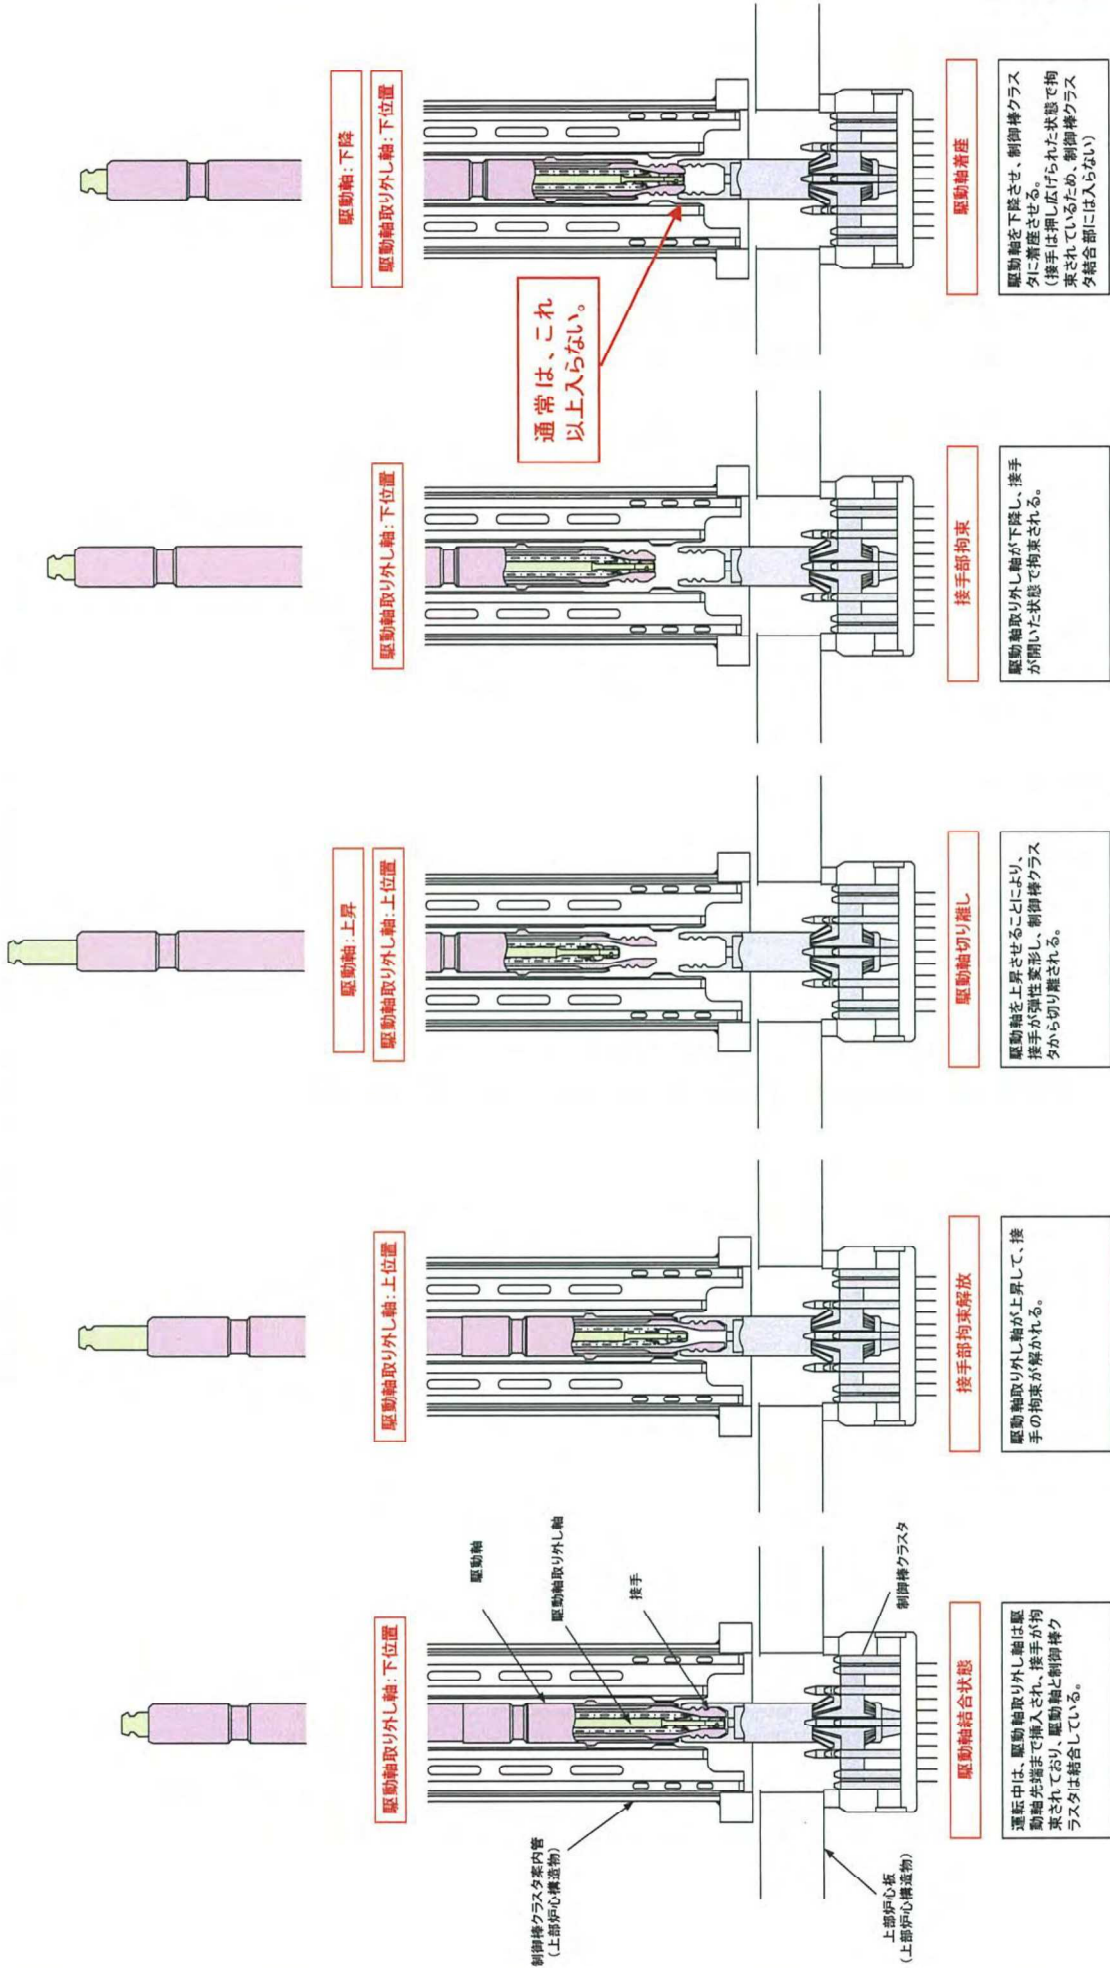 駆動軸取り外し軸:下位置
駆動軸
駆動軸取り外し軸
接手
制御棒クラスタ案内管
(上部炉心構造物)
上部炉心板
(上部炉心構造物)
制御棒クラスタ
駆動軸結合状態
運転中は、駆動軸取り外し軸は駆
動軸先端まで挿入され、接手が拘
束されており、駆動軸と制御棒ク
ラスタは結合している。
駆動軸取り外し軸:上位置
接手部拘束解放
駆動軸取り外し軸が上昇して、接
手の拘束が解かれる。
駆動軸:上昇
駆動軸取り外し軸:上位置
駆動軸切り離し
駆動軸を上昇させることにより、
接手が弾性変形し、制御棒クラス
タから切り離される。
駆動軸取り外し軸:下位置
接手部拘束
駆動軸取り外し軸が下降し、接手
が開いた状態で拘束される。
駆動軸:下降
駆動軸取り外し軸:下位置
通常は、これ
以上入らない。
駆動軸着座
駆動軸を下降させ、制御棒クラス
タに着座させる。
(接手は押し広げられた状態で拘
束されているため、制御棒クラス
タ結合部には入らない)